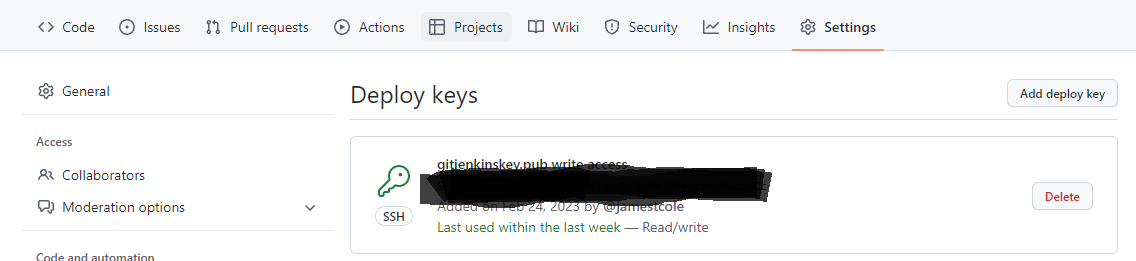 Code Issues Pull requests Actions Projects Wiki Security Insights Settings
General
Access
Collaborators
Moderation options
Code and automation
Deploy keys
Add deploy key
gitjenkinskey.pub write access
SSH
Added on Feb 24, 2023 by @jamestcole
Last used within the last week — Read/write
Delete